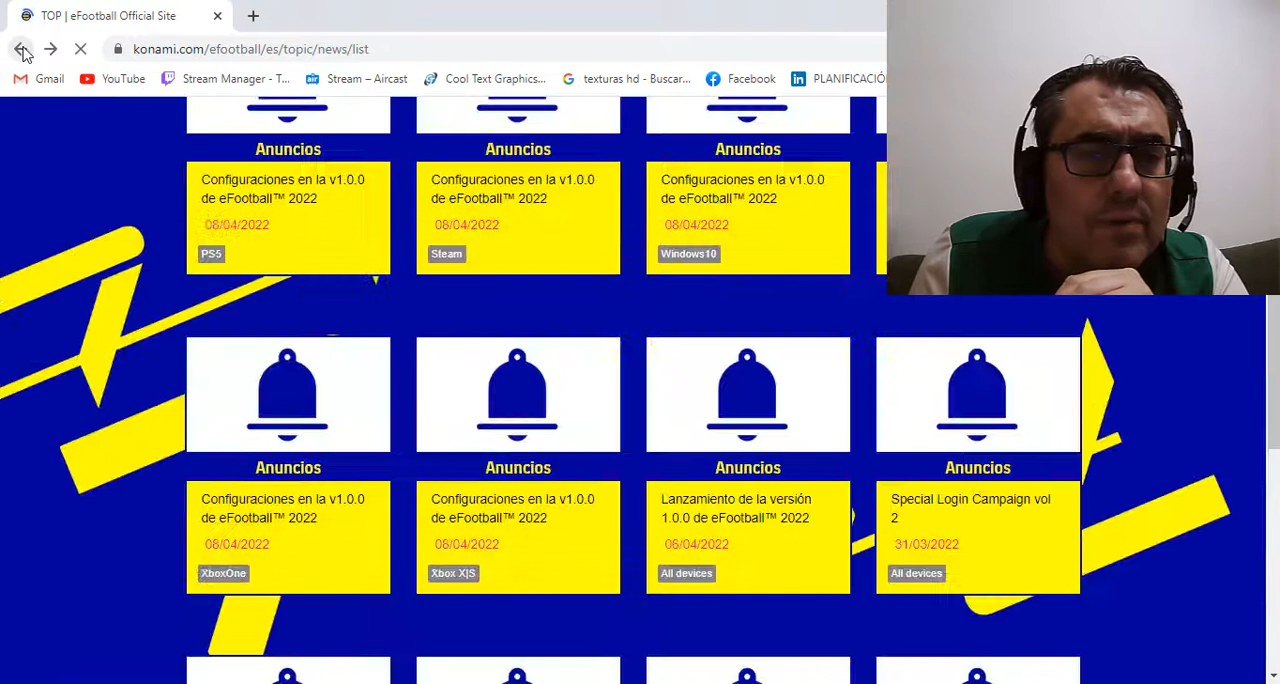 TOP | eFootball Official Site
konami.com/efootball/es/topic/news/list
Gmail
YouTube
Stream Manager - T...
air
Stream – Aircast
Cool Text Graphics...
G
texturas hd - Buscar...
Facebook
in
PLANIFICACIÓ
Anuncios
Anuncios
Anuncios
Configuraciones en la v1.0.0
de eFootball™ 2022
08/04/2022
PS5
Configuraciones en la v1.0.0
de eFootball™ 2022
08/04/2022
Steam
Configuraciones en la v1.0.0
de eFootball™ 2022
08/04/2022
Windows10
Anuncios
Anuncios
Anuncios
Anuncios
Configuraciones en la v1.0.0
de eFootball™ 2022
08/04/2022
XboxOne
Configuraciones en la v1.0.0
de eFootball™ 2022
08/04/2022
Xbox X|S
Lanzamiento de la versión
1.0.0 de eFootball™ 2022
06/04/2022
All devices
Special Login Campaign vol
2
31/03/2022
All devices